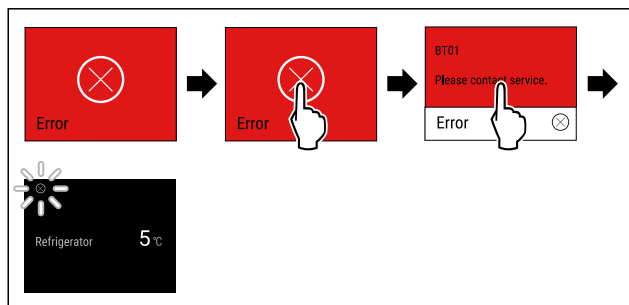 Error
Error
BT01
Please contact service.
Error
Refrigerator 5 °C